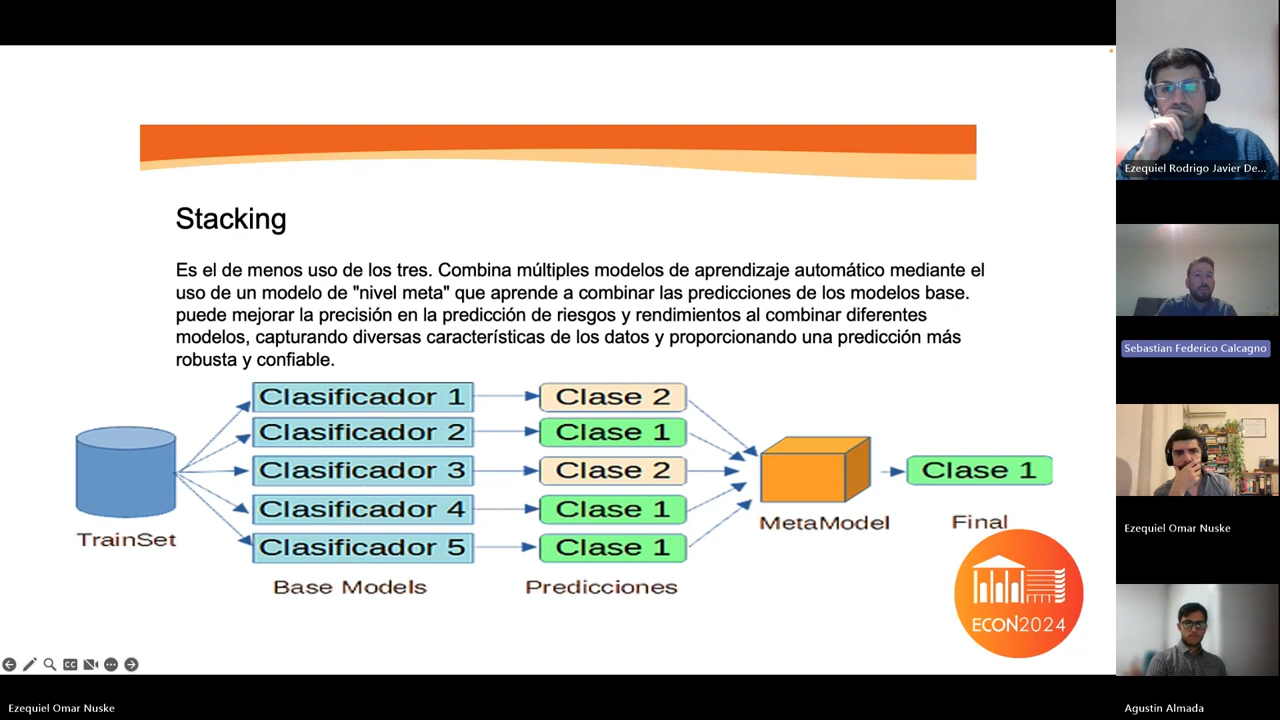 Stacking
Es el de menos uso de los tres. Combina múltiples modelos de aprendizaje automático mediante el
uso de un modelo de "nivel meta" que aprende a combinar las predicciones de los modelos base.
puede mejorar la precisión en la predicción de riesgos y rendimientos al combinar diferentes
modelos, capturando diversas características de los datos y proporcionando una predicción más
robusta y confiable.
Clasificador 1
Clase 2
Clasificador 2
Clase 1
Clasificador 3
Clase 2
Clasificador 4
Clase 1
Clasificador 5
Clase 1
TrainSet
Base Models
Predicciones
MetaModel
Clase 1
Final
ECON2024
CC
Ezequiel Omar Nuske
Ezequiel Rodrigo Javier De...
Sebastian Federico Calcagno
Ezequiel Omar Nuske
Agustin Almada